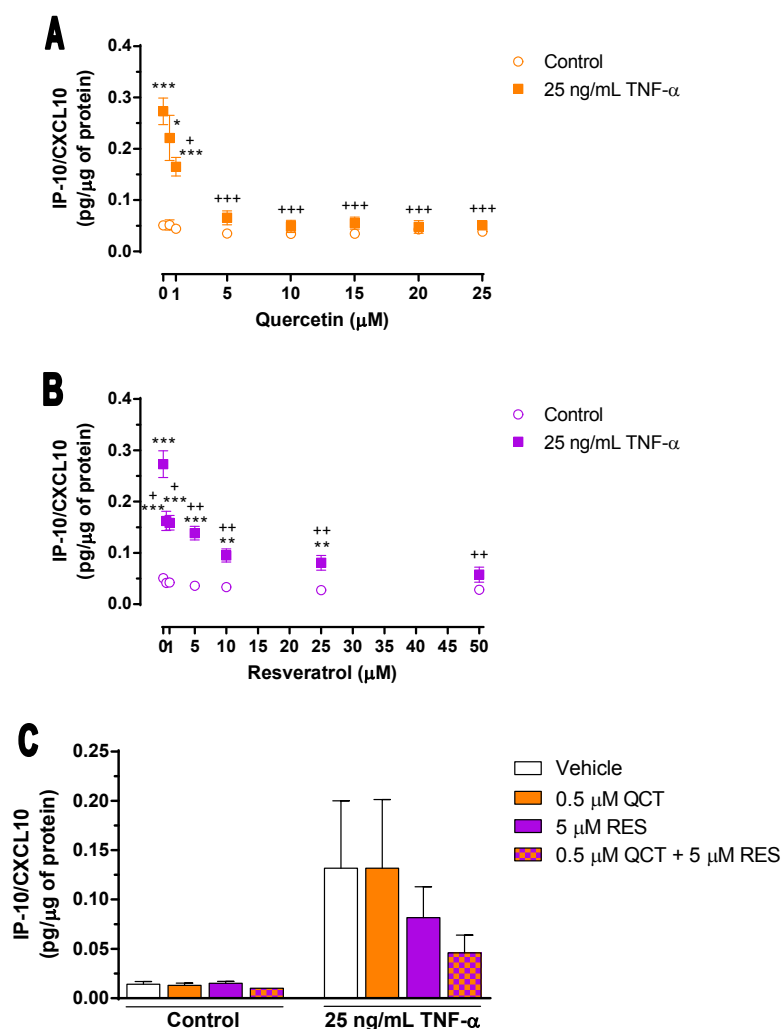 A
IP-10/CXCL10
(pg/μg of protein)
0.4
0.3
0.2
0.1
0.0
***
*
+
***
+++
+++
+++
+++
+++
0 1 5 10 15 20 25
Quercetin (μM)
Control
25 ng/mL TNF-α
B
IP-10/CXCL10
(pg/μg of protein)
0.4
0.3
0.2
0.1
0.0
***
+
***
+
***
++
***
++
**
++
**
++
0 1 5 10 15 20 25 30 35 40 45 50
Resveratrol (μM)
Control
25 ng/mL TNF-α
C
IP-10/CXCL10
(pg/μg of protein)
0.25
0.20
0.15
0.10
0.05
0.00
Control 25 ng/mL TNF-α
Vehicle
0.5 μM QCT
5 μM RES
0.5 μM QCT + 5 μM RES